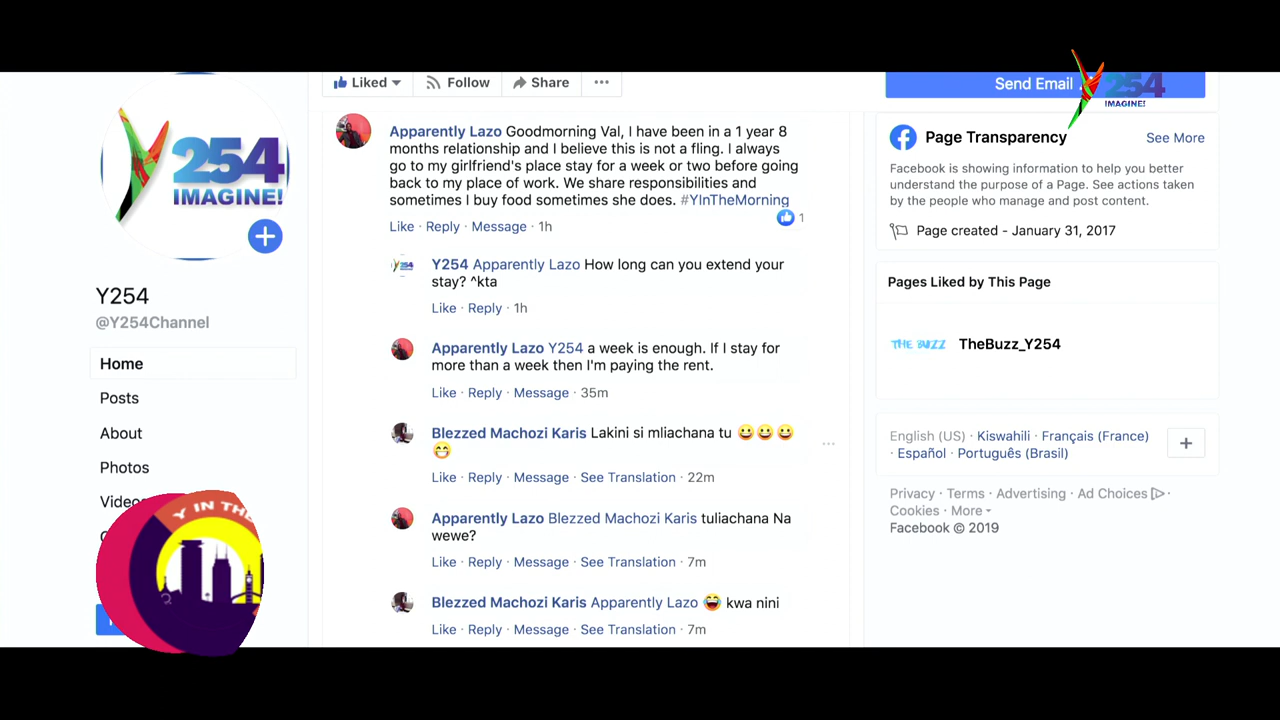 Liked
Follow
Share
Send Email
254
IMAGINE!
254
IMAGINE!
Y254
@Y254Channel
Home
Posts
About
Photos
Videos
Y IN THE
Apparently Lazo Goodmorning Val, I have been in a 1 year 8
months relationship and I believe this is not a fling. I always
go to my girlfriend's place stay for a week or two before going
back to my place of work. We share responsibilities and
sometimes I buy food sometimes she does. #YInTheMorning
1
Like · Reply · Message · 1h
Y254 Apparently Lazo How long can you extend your
stay? ^kta
Like · Reply · 1h
Apparently Lazo Y254 a week is enough. If I stay for
more than a week then I'm paying the rent.
Like · Reply · Message · 35m
Blezzed Machozi Karis Lakini si mliachana tu 😀😀😀
😁
Like · Reply · Message · See Translation · 22m
Apparently Lazo Blezzed Machozi Karis tuliachana Na
wewe?
Like · Reply · Message · See Translation · 7m
Blezzed Machozi Karis Apparently Lazo 😂 kwa nini
Like · Reply · Message · See Translation · 7m
Page Transparency
See More
Facebook is showing information to help you better
understand the purpose of a Page. See actions taken
by the people who manage and post content.
Page created - January 31, 2017
Pages Liked by This Page
THE BUZZ
TheBuzz_Y254
English (US) · Kiswahili · Français (France)
· Español · Português (Brasil)
Privacy · Terms · Advertising · Ad Choices ·
Cookies · More
Facebook © 2019